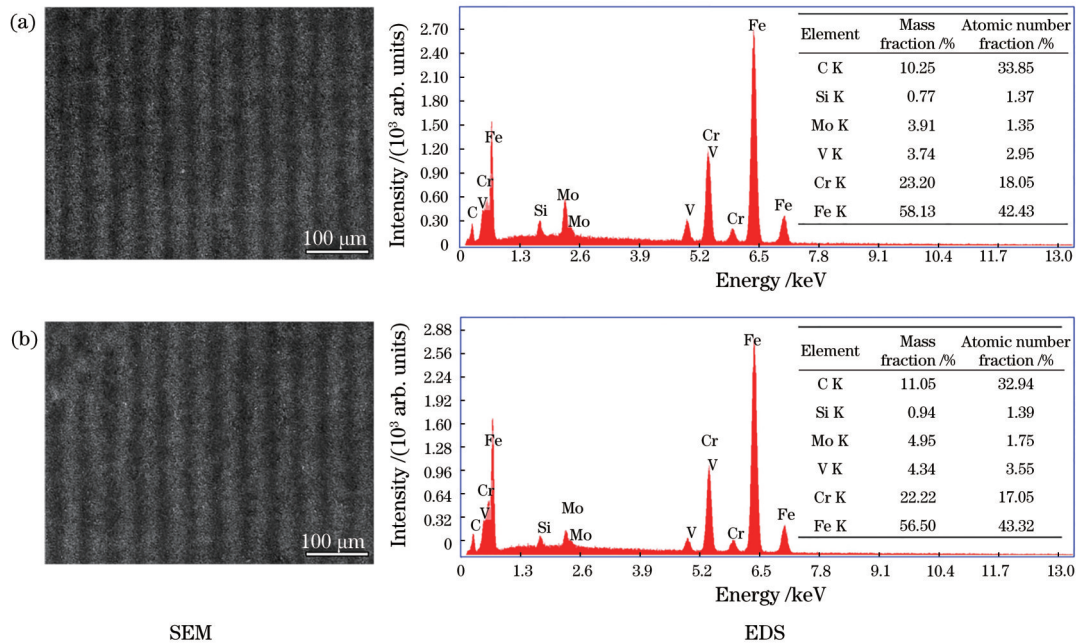 (a)
100 μm
Intensity /(10³ arb. units)
2.70
2.40
2.10
1.80
1.50
1.20
0.90
0.60
0.30
0
C
V
Cr
Fe
Si
Mo
Mo
V
Cr
V
Cr
Fe
Fe
0 1.3 2.6 3.9 5.2 6.5 7.8 9.1 10.4 11.7 13.0
Energy /keV
Element Mass fraction /% Atomic number fraction /%
C K 10.25 33.85
Si K 0.77 1.37
Mo K 3.91 1.35
V K 3.74 2.95
Cr K 23.20 18.05
Fe K 58.13 42.43
(b)
100 μm
Intensity /(10³ arb. units)
2.88
2.56
2.24
1.92
1.60
1.28
0.96
0.64
0.32
0
C
V
Cr
Fe
Si
Mo
Mo
V
Cr
V
Cr
Fe
Fe
0 1.3 2.6 3.9 5.2 6.5 7.8 9.1 10.4 11.7 13.0
Energy /keV
Element Mass fraction /% Atomic number fraction /%
C K 11.05 32.94
Si K 0.94 1.39
Mo K 4.95 1.75
V K 4.34 3.55
Cr K 22.22 17.05
Fe K 56.50 43.32
SEM EDS